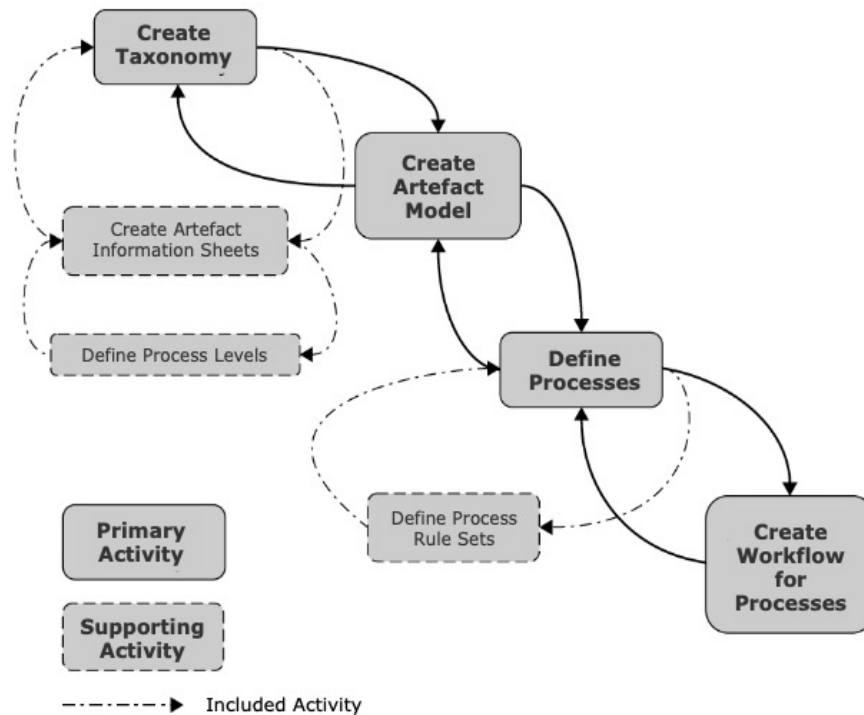 Create
Taxonomy
Create
Artefact
Model
Create Artefact
Information Sheets
Define Process Levels
Define
Processes
Define Process
Rule Sets
Create
Workflow
for
Processes
Primary
Activity
Supporting
Activity
Included Activity